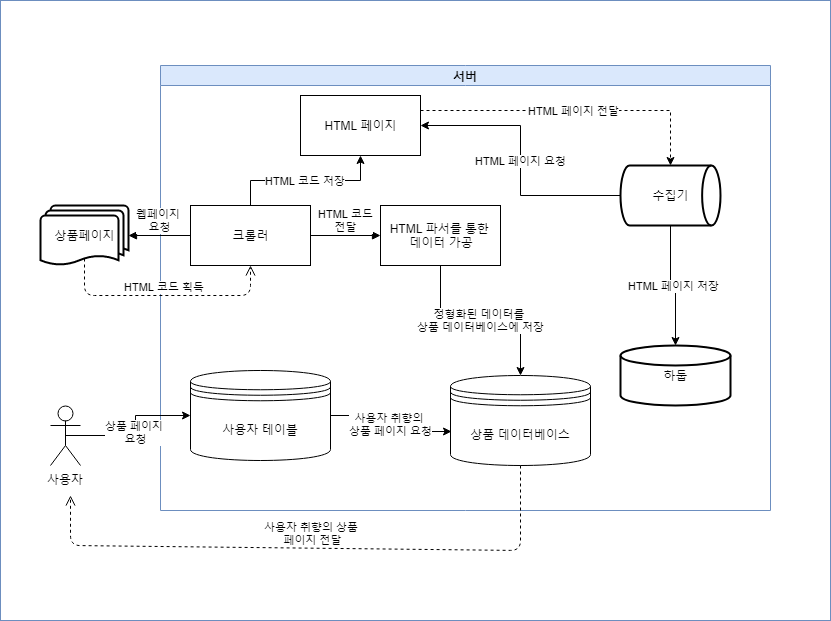 서버
HTML 페이지
HTML 페이지 전달
HTML 페이지 요청
수집기
HTML 코드 저장
상품페이지
웹페이지
요청
크롤러
HTML 코드
전달
HTML 파서를 통한
데이터 가공
HTML 코드 획득
HTML 페이지 저장
정형화된 데이터를
상품 데이터베이스에 저장
하둡
사용자
상품 페이지
요청
사용자 테이블
사용자 취향의
상품 페이지 요청
상품 데이터베이스
사용자 취향의 상품
페이지 전달